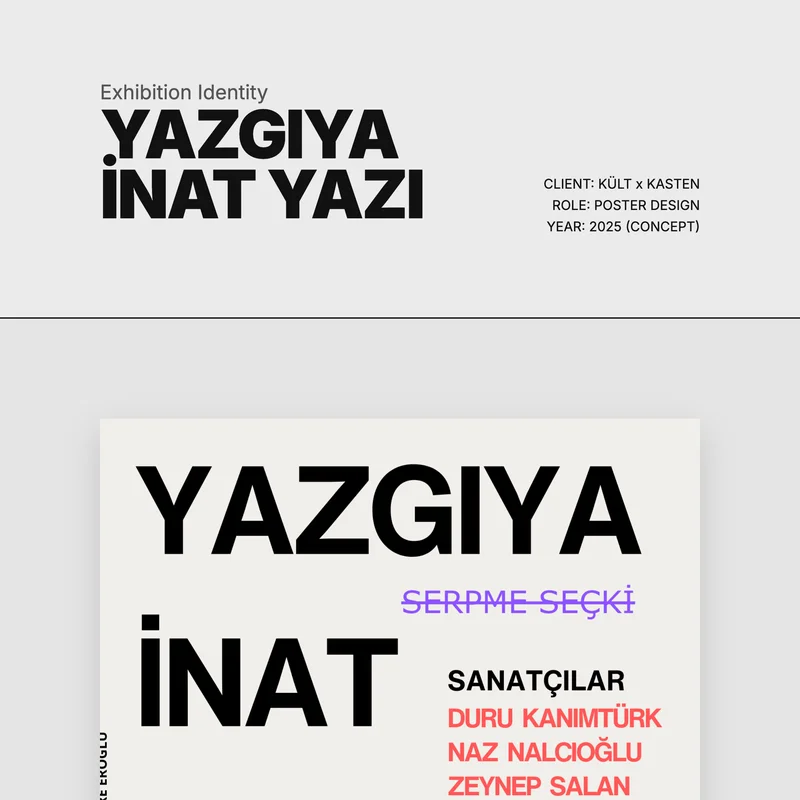 Exhibition Identity
YAZGIYA
İNAT YAZI
CLIENT: KÜLT x KASTEN
ROLE: POSTER DESIGN
YEAR: 2025 (CONCEPT)
YAZGIYA
SERPME SEÇKİ
İNAT
SANATÇILAR
DURU KANIMTÜRK
NAZ NALCIOĞLU
ZEYNEP SALAN
EROĞLU